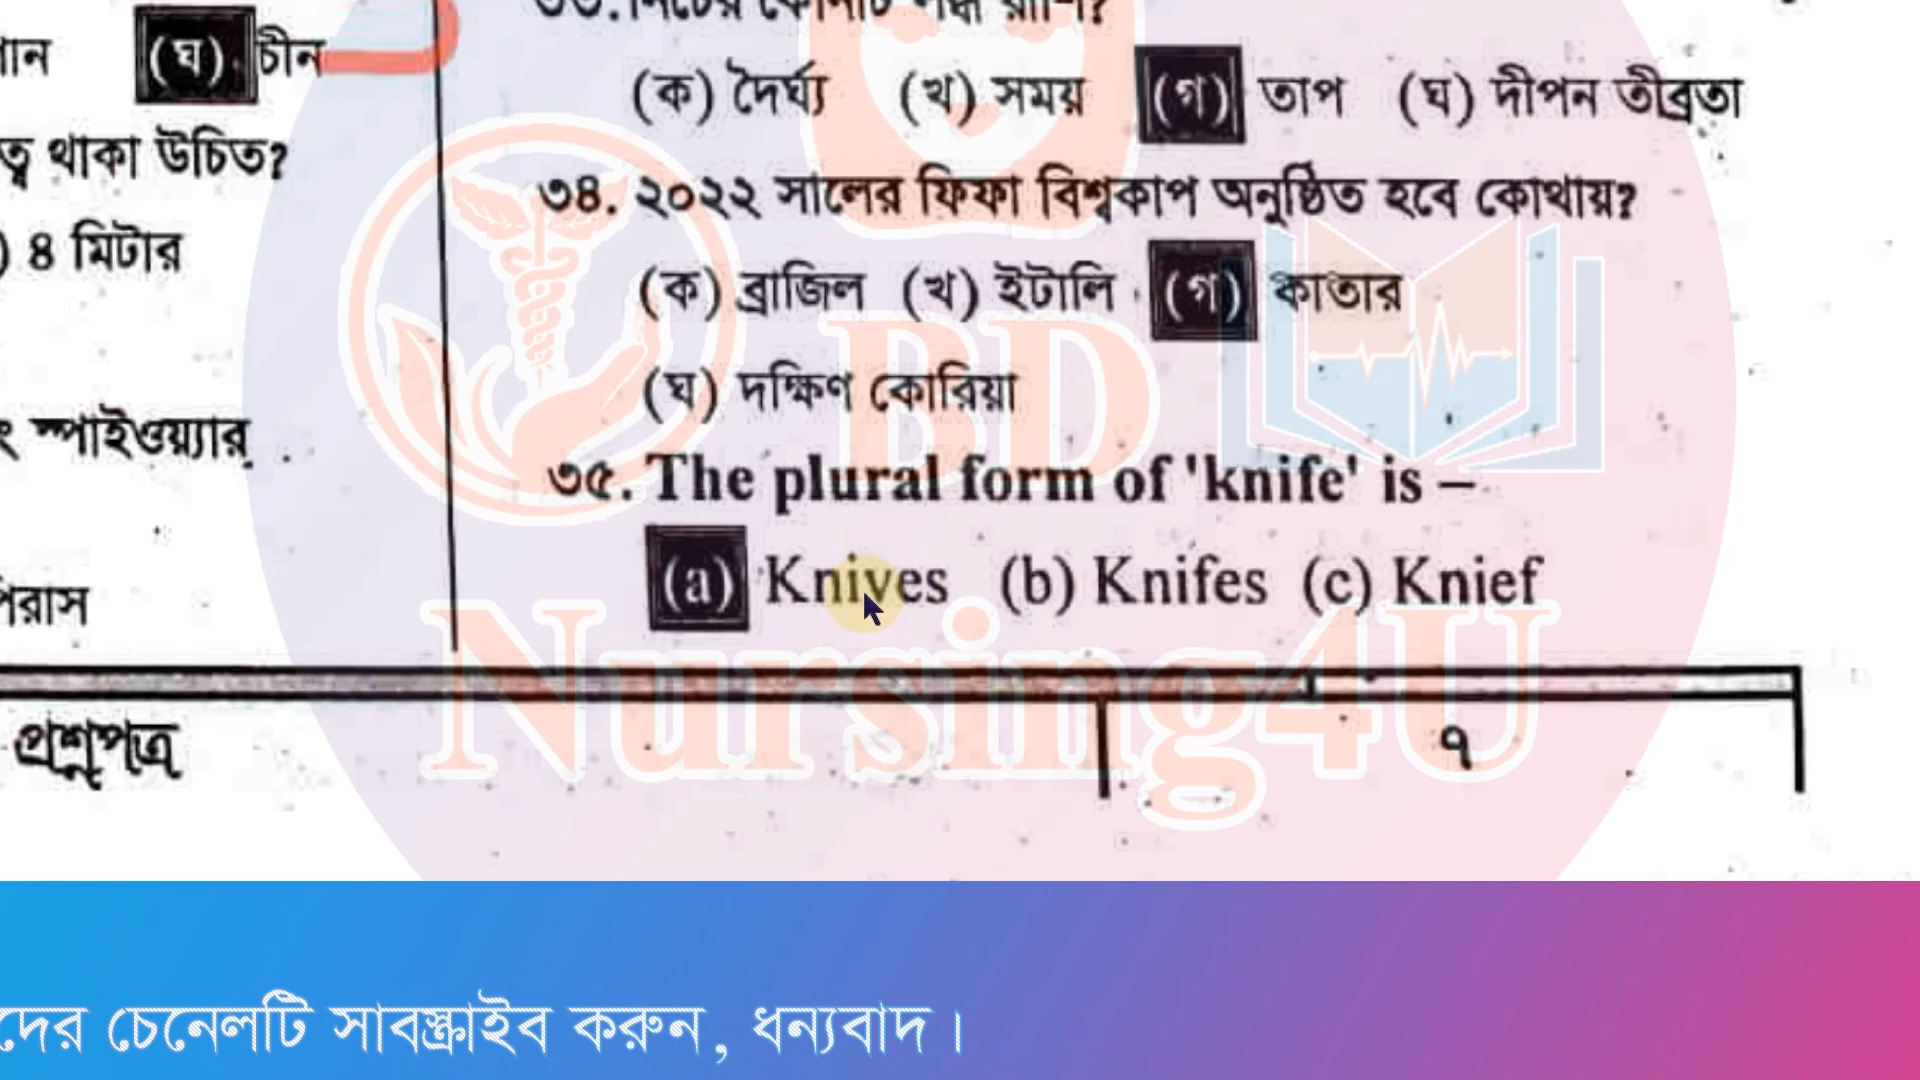 (ঘ) চীন
থাকা উচিত?
৪ মিটার
স্পাইওয়্যার
প্রশ্নপত্র
(ক) দৈর্ঘ্য (খ) সময় (গ) তাপ (ঘ) দীপন তীব্রতা
৩৪. ২০২২ সালের ফিফা বিশ্বকাপ অনুষ্ঠিত হবে কোথায়?
(ক) ব্রাজিল (খ) ইটালি (গ) কাতার
(ঘ) দক্ষিণ কোরিয়া
৩৫. The plural form of 'knife' is –
(a) Knives (b) Knifes (c) Knief
৭
BD
Nursing4U
চেনেলটি সাবস্ক্রাইব করুন, ধন্যবাদ।